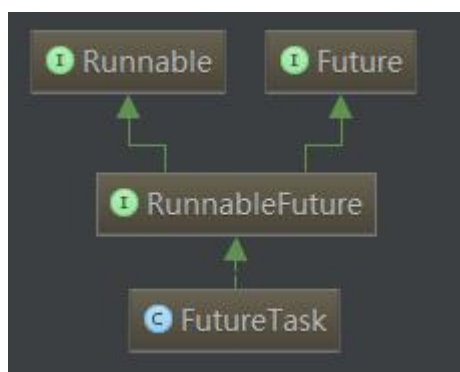 I Runnable
I Future
I RunnableFuture
C FutureTask